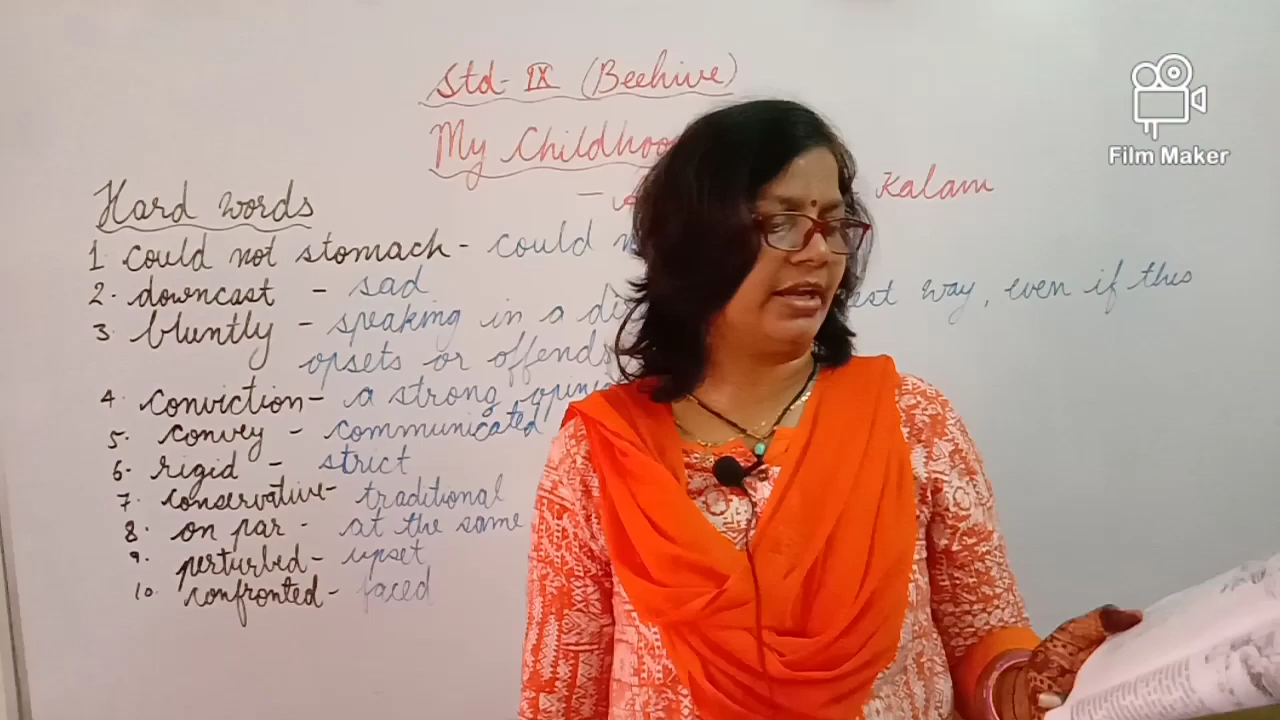 Std- IX (Beehive)
My Childhoo
- Kalam
Hard words
1 could not stomach - could
2. downcast - sad
3. bluntly - speaking in a di est way, even if this
upsets or offends
4. conviction - a strong opini
5. convey - communicated
6. rigid - strict
7. conservative - traditional
8. on par - at the same
9. perturbed - upset
10. confronted - faced
Film Maker